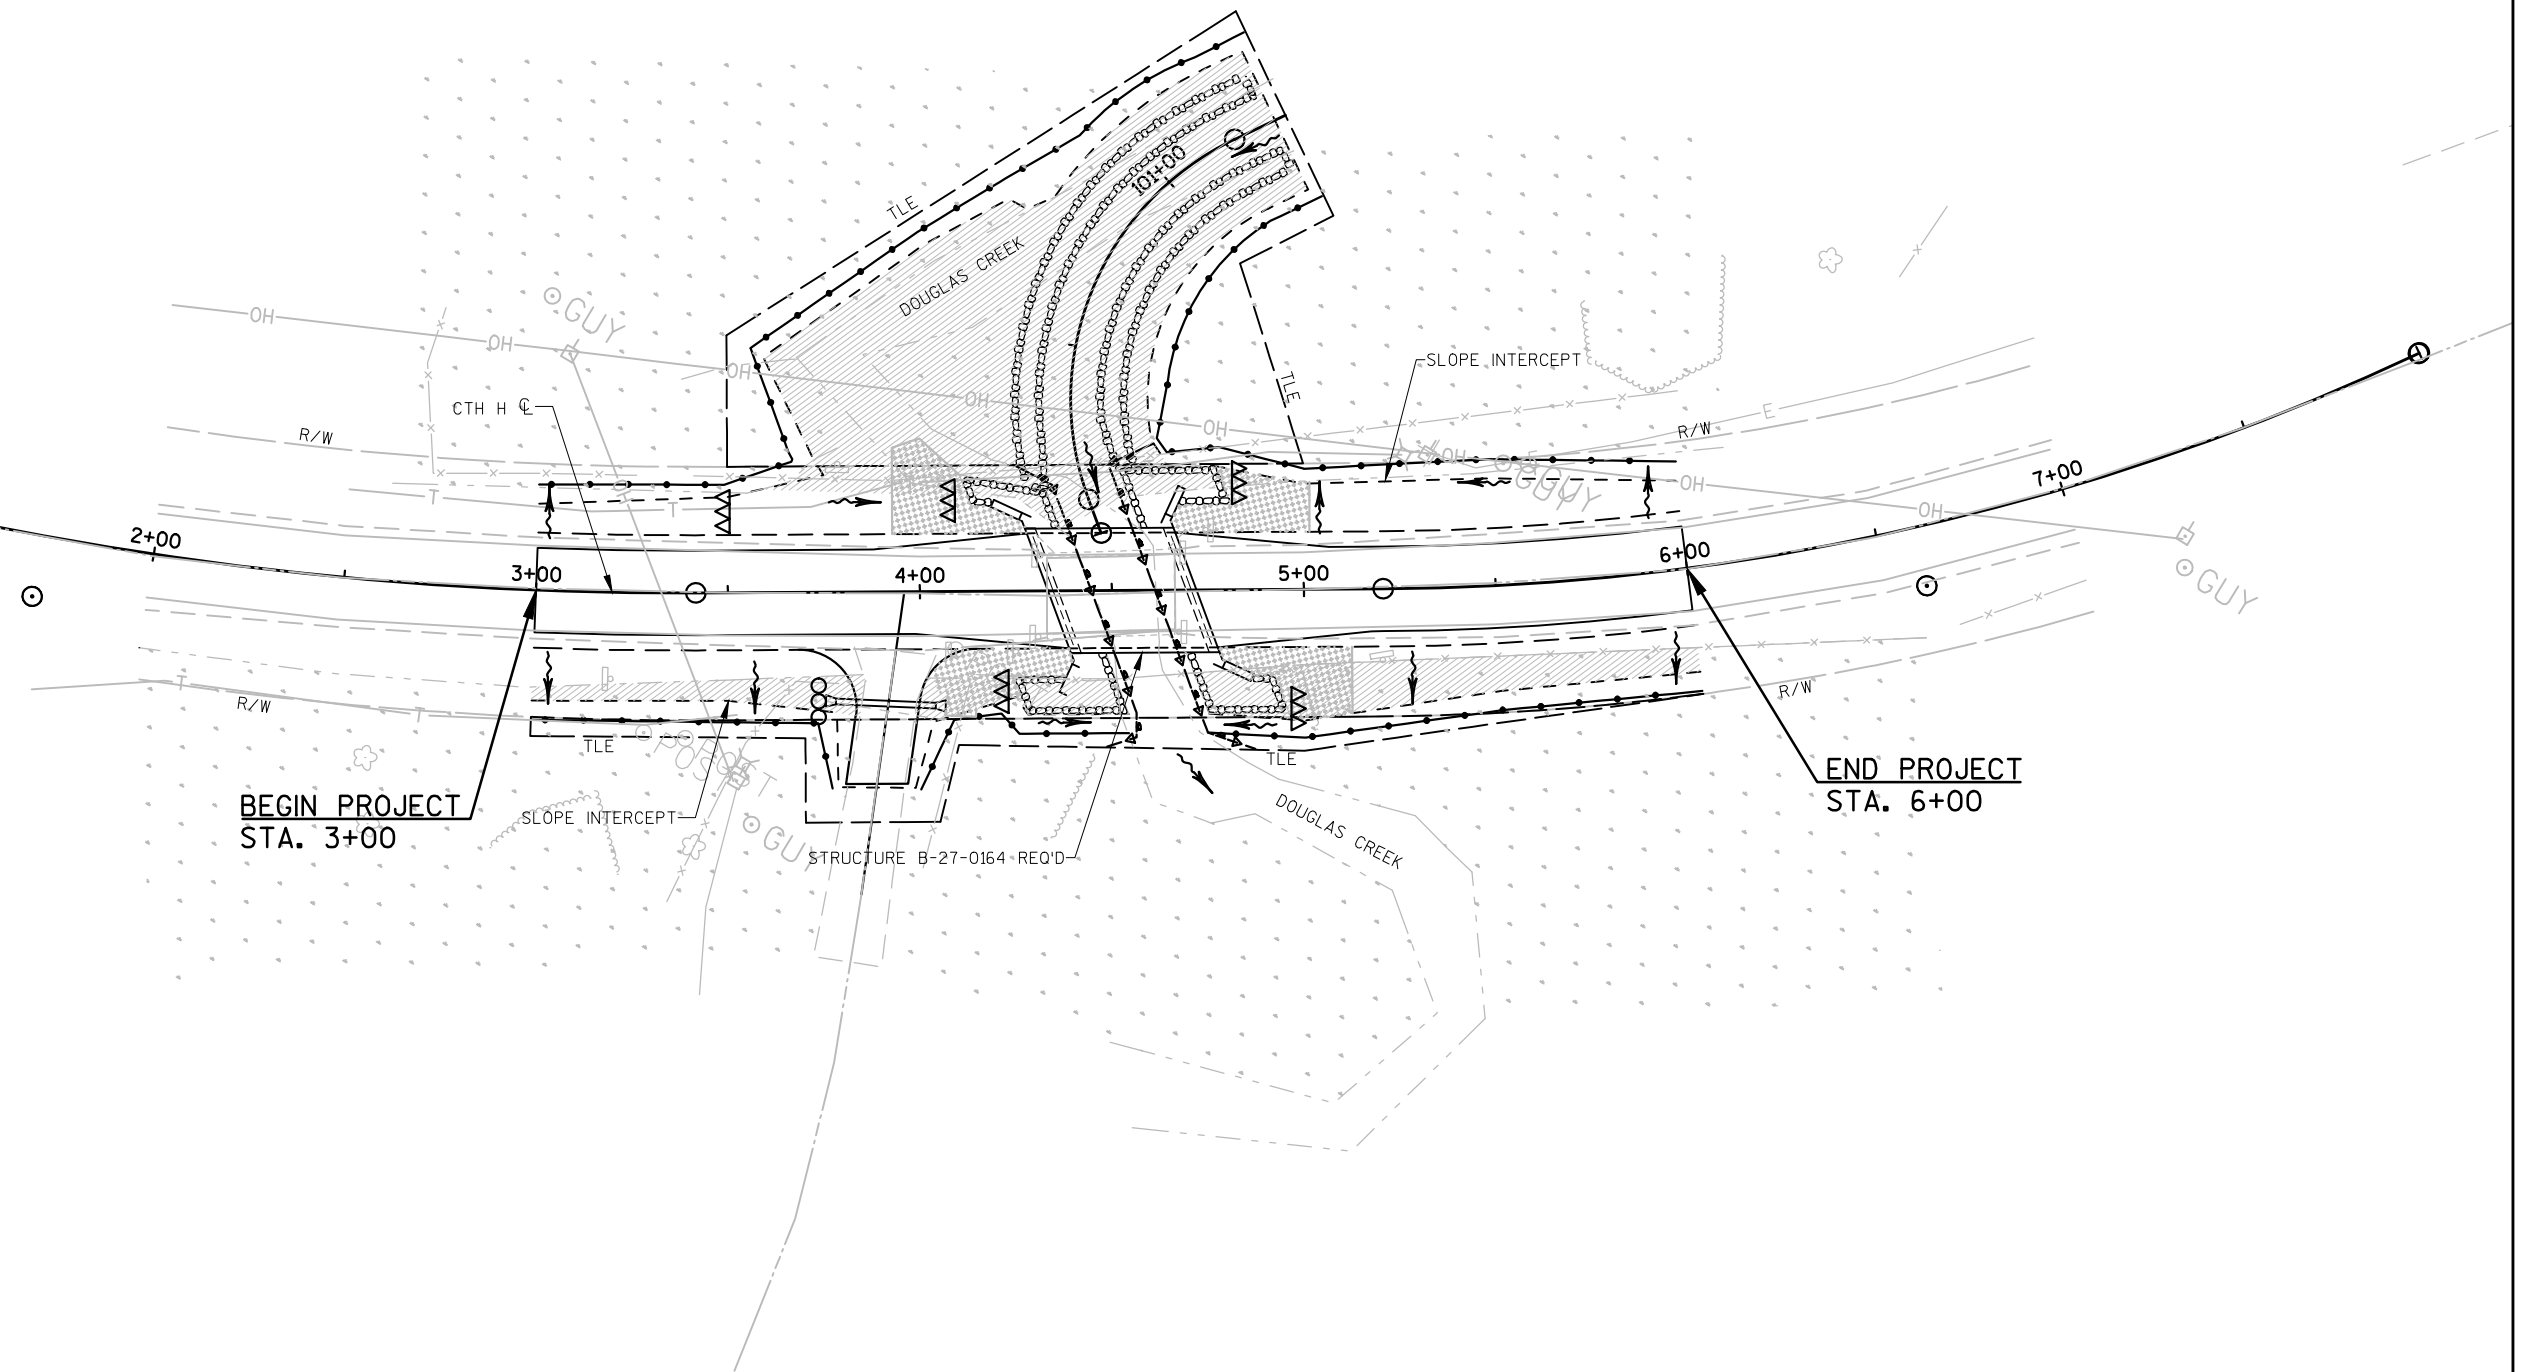 TLE
101+00
DOUGLAS CREEK
GUY
OH
OH
OH
OH
OH
OH
OH
OH
SLOPE INTERCEPT
TLE
CTH H ℄
R/W
R/W
E
E
T
T
GUY
7+00
2+00
3+00
4+00
5+00
6+00
GUY
T
T
R/W
R/W
TLE
TLE
POST
BEGIN PROJECT
STA. 3+00
SLOPE INTERCEPT
GUY
STRUCTURE B-27-0164 REQ'D
DOUGLAS CREEK
END PROJECT
STA. 6+00